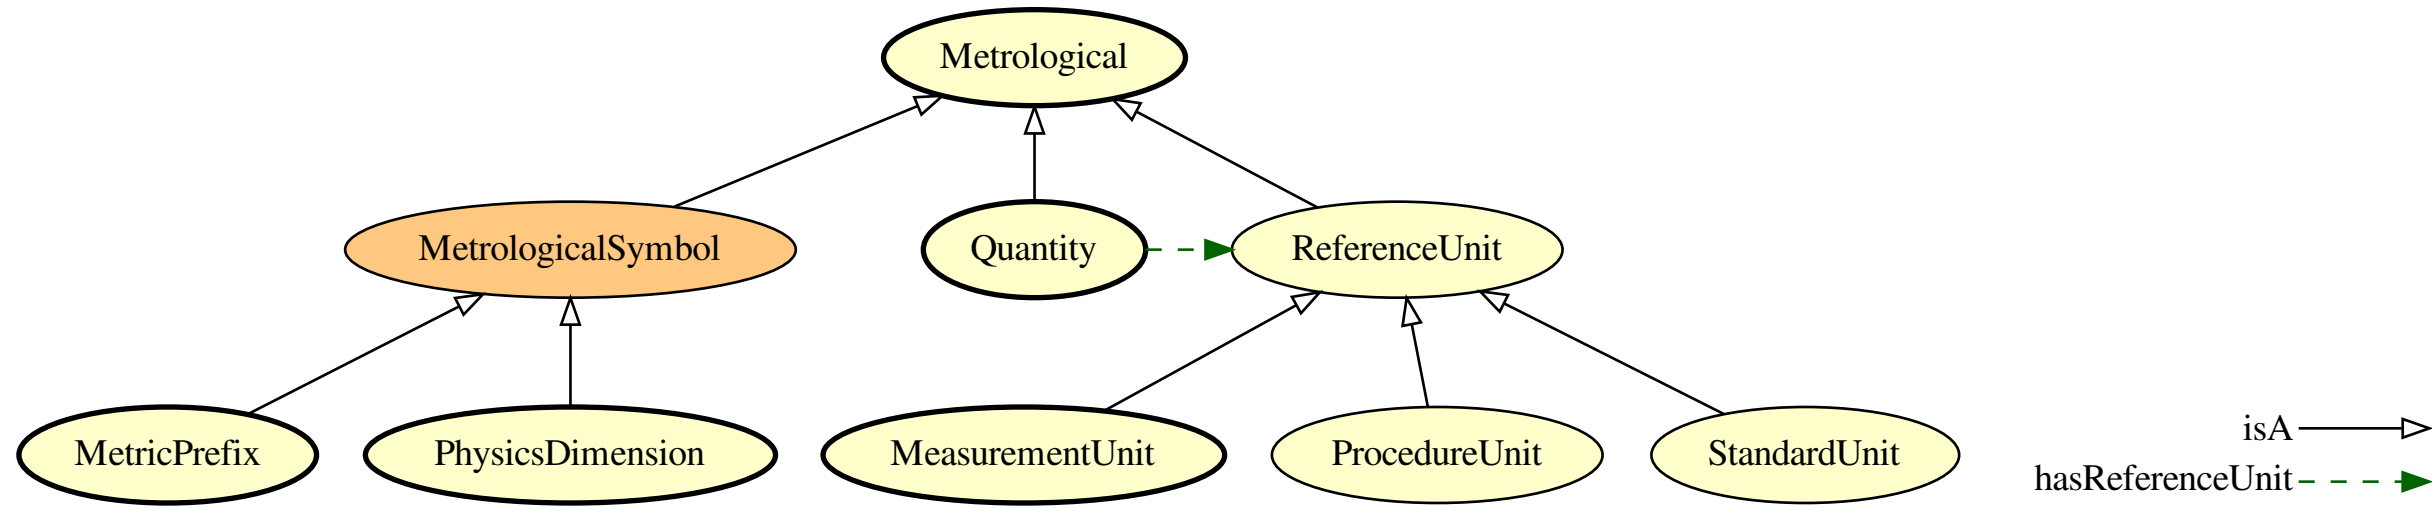 Metrological
MetrologicalSymbol
Quantity
ReferenceUnit
MetricPrefix
PhysicsDimension
MeasurementUnit
ProcedureUnit
StandardUnit
isA
hasReferenceUnit